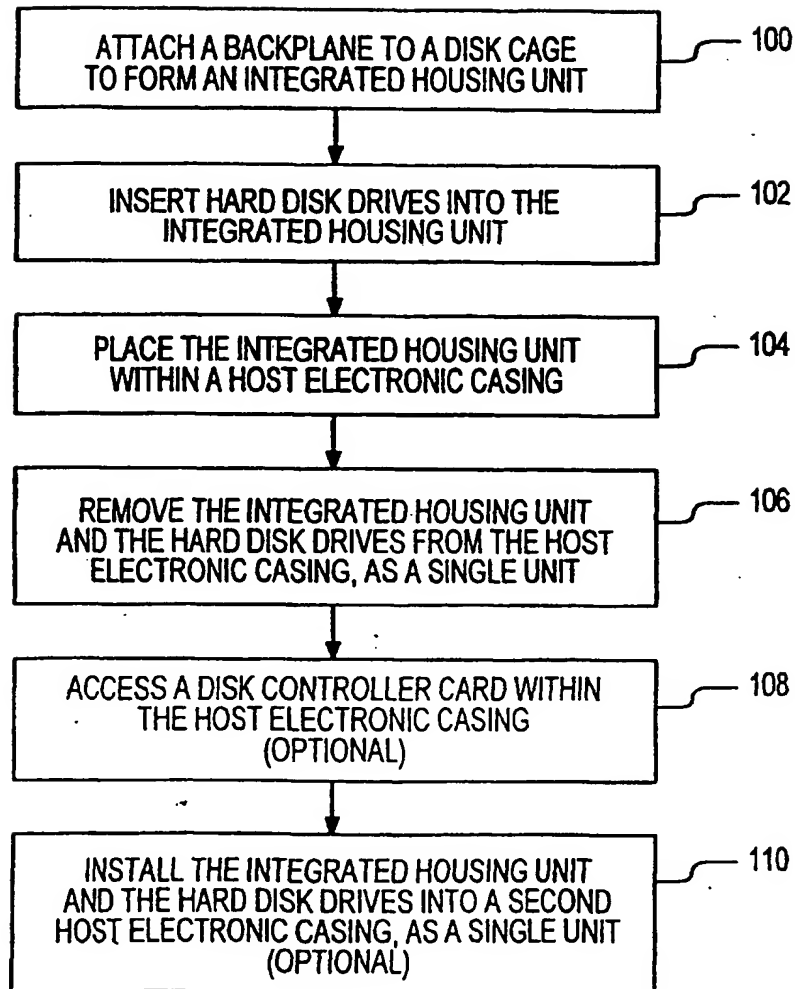 ATTACH A BACKPLANE TO A DISK CAGE
TO FORM AN INTEGRATED HOUSING UNIT
100
INSERT HARD DISK DRIVES INTO THE
INTEGRATED HOUSING UNIT
102
PLACE THE INTEGRATED HOUSING UNIT
WITHIN A HOST ELECTRONIC CASING
104
REMOVE THE INTEGRATED HOUSING UNIT
AND THE HARD DISK DRIVES FROM THE HOST
ELECTRONIC CASING, AS A SINGLE UNIT
106
ACCESS A DISK CONTROLLER CARD WITHIN
THE HOST ELECTRONIC CASING
(OPTIONAL)
108
INSTALL THE INTEGRATED HOUSING UNIT
AND THE HARD DISK DRIVES INTO A SECOND
HOST ELECTRONIC CASING, AS A SINGLE UNIT
(OPTIONAL)
110